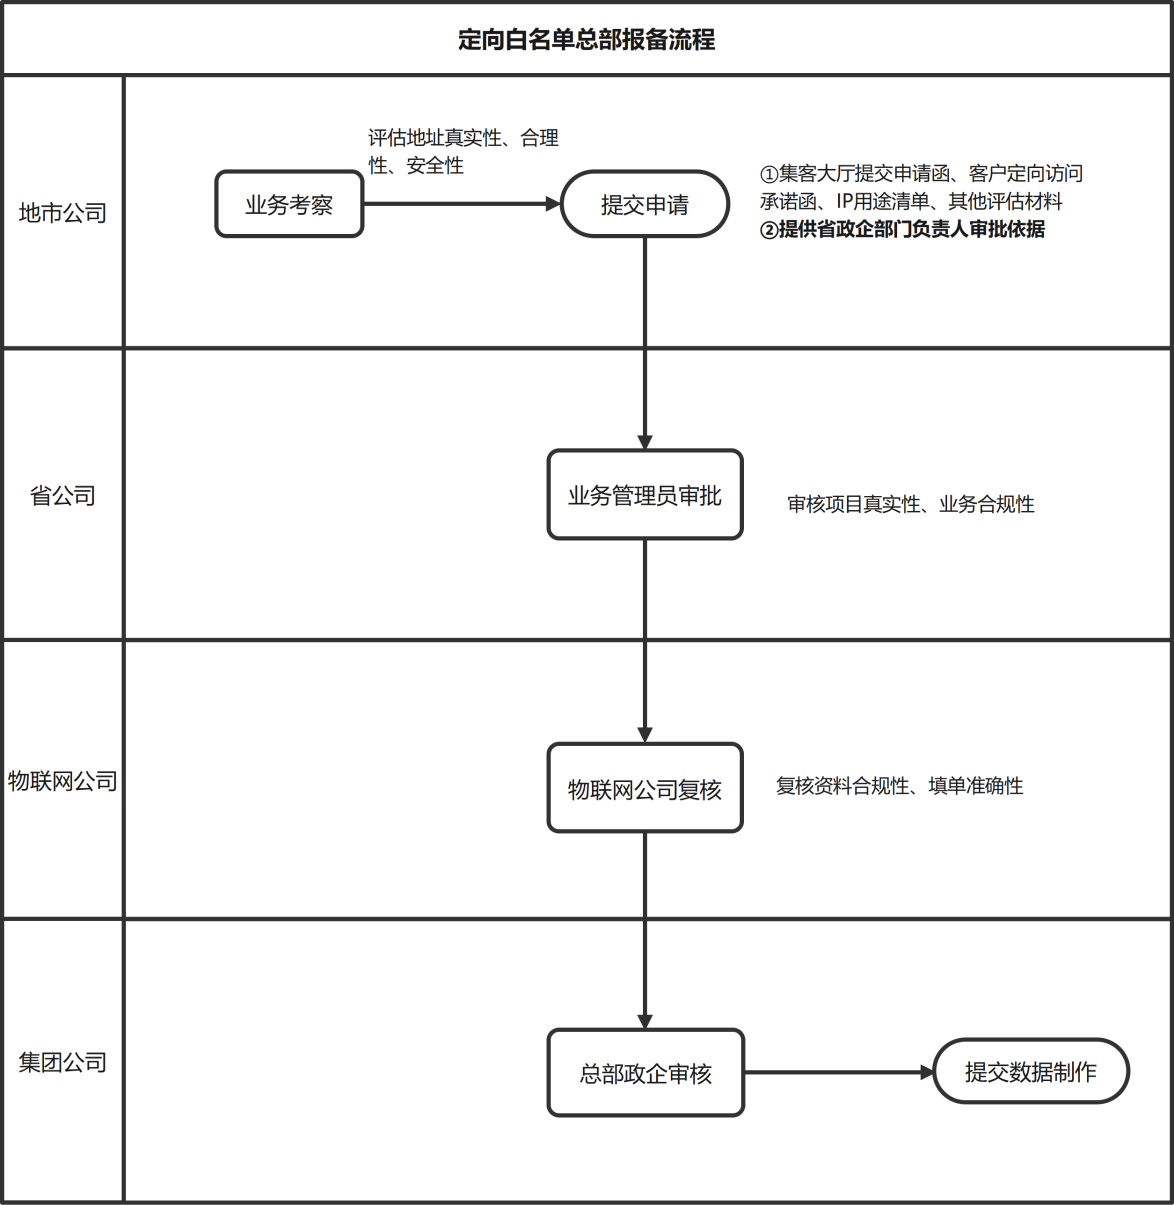 定向白名单总部报备流程
地市公司
业务考察
评估地址真实性、合理
性、安全性
提交申请
①集客大厅提交申请函、客户定向访问
承诺函、IP用途清单、其他评估材料
②提供省政企部门负责人审批依据
省公司
业务管理员审批
审核项目真实性、业务合规性
物联网公司
物联网公司复核
复核资料合规性、填单准确性
集团公司
总部政企审核
提交数据制作